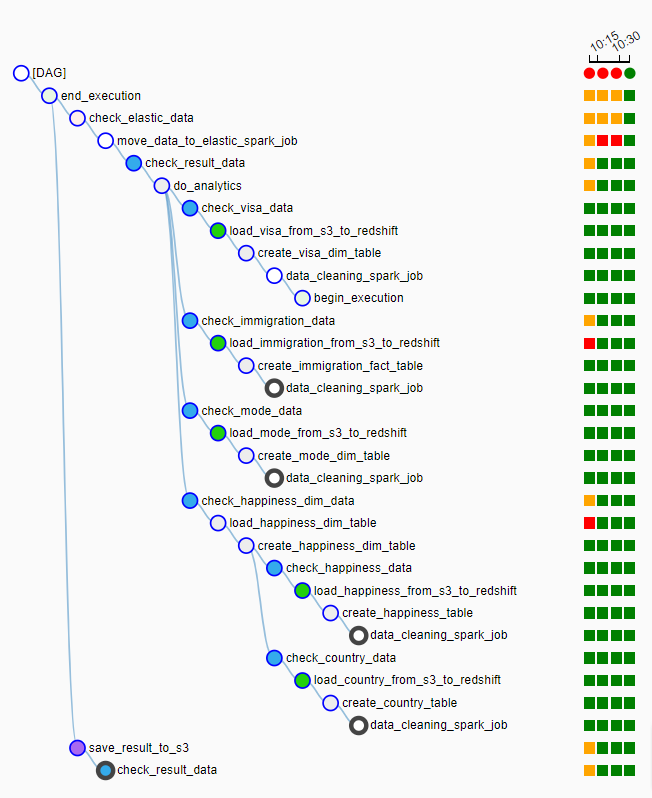 10:15
10:30
[DAG]
end_execution
check_elastic_data
move_data_to_elastic_spark_job
check_result_data
do_analytics
check_visa_data
load_visa_from_s3_to_redshift
create_visa_dim_table
data_cleaning_spark_job
begin_execution
check_immigration_data
load_immigration_from_s3_to_redshift
create_immigration_fact_table
data_cleaning_spark_job
check_mode_data
load_mode_from_s3_to_redshift
create_mode_dim_table
data_cleaning_spark_job
check_happiness_dim_data
load_happiness_dim_table
create_happiness_dim_table
check_happiness_data
load_happiness_from_s3_to_redshift
create_happiness_table
data_cleaning_spark_job
check_country_data
load_country_from_s3_to_redshift
create_country_table
data_cleaning_spark_job
save_result_to_s3
check_result_data